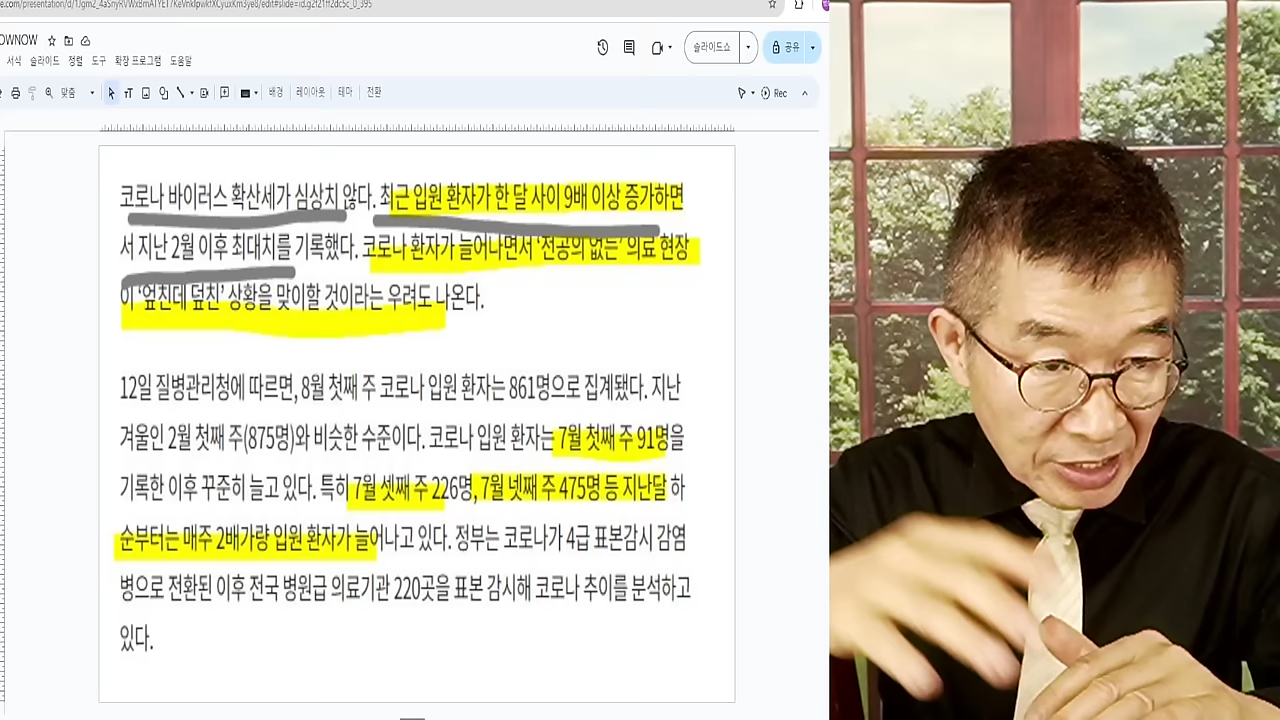 e.com/presentation/d/1Jgm2_4aSnyRVWxBmATYET7KeVnkIpwkfXCyuxKm3ye8/edit#slide=id.g2f21ff2dc5c_0_395
OWNOW
서식 슬라이드 정렬 도구 확장 프로그램 도움말
슬라이드쇼
공유
맞춤
배경 레이아웃 테마 전환
Rec
코로나 바이러스 확산세가 심상치 않다. 최근 입원 환자가 한 달 사이 9배 이상 증가하면
서 지난 2월 이후 최대치를 기록했다. 코로나 환자가 늘어나면서 ‘전공의 없는’ 의료 현장
이 ‘엎친데 덮친’ 상황을 맞이할 것이라는 우려도 나온다.
12일 질병관리청에 따르면, 8월 첫째 주 코로나 입원 환자는 861명으로 집계됐다. 지난
겨울인 2월 첫째 주(875명)와 비슷한 수준이다. 코로나 입원 환자는 7월 첫째 주 91명을
기록한 이후 꾸준히 늘고 있다. 특히 7월 셋째 주 226명, 7월 넷째 주 475명 등 지난달 하
순부터는 매주 2배가량 입원 환자가 늘어나고 있다. 정부는 코로나가 4급 표본감시 감염
병으로 전환된 이후 전국 병원급 의료기관 220곳을 표본 감시해 코로나 추이를 분석하고
있다.